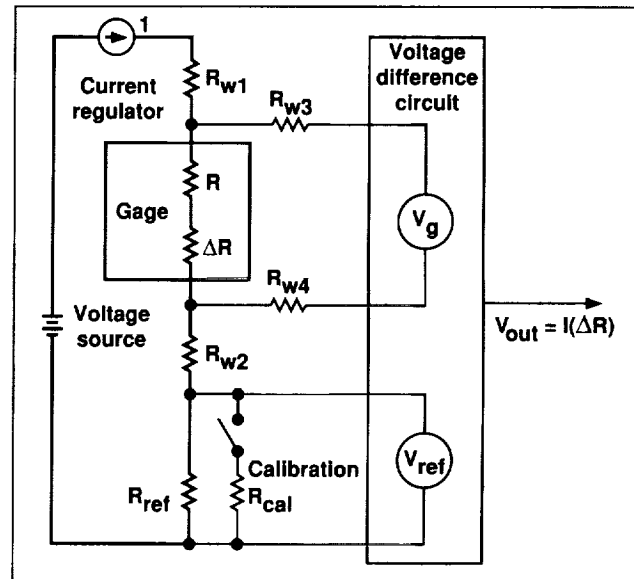 1
Current
regulator
Rw1
Rw3
Voltage
difference
circuit
R
Gage
ΔR
Vg
Rw4
Voltage
source
Rw2
Vout = I(ΔR)
Calibration
Rref
Rcal
Vref